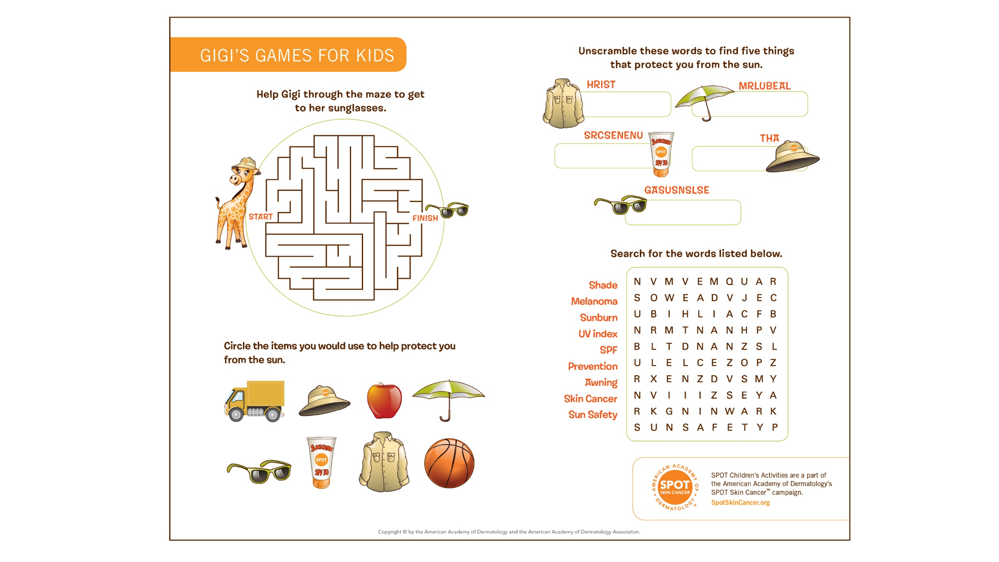 GIGI'S GAMES FOR KIDS
Help Gigi through the maze to get
to her sunglasses.
START
FINISH
Circle the items you would use to help protect you
from the sun.
SPOT
SUNSCREEN
SPOT
SPF 30
Unscramble these words to find five things
that protect you from the sun.
HRIST
MRLUBEAL
SRCSENENU
SUNSCREEN
SPOT
SPF 30
THA
SPOT
GASUSNSLSE
Search for the words listed below.
Shade
Melanoma
Sunburn
UV index
SPF
Prevention
Awning
Skin Cancer
Sun Safety
N V M V E M Q U A R
S O W E A D V J E C
U B I H L I A C F B
N R M T N A N H P V
B L T D N A N Z S L
U L E L C E Z O P Z
R X E N Z D V S M Y
N V I I I Z S E Y A
R K G N I N W A R K
S U N S A F E T Y P
AMERICAN ACADEMY OF DERMATOLOGY®
SPOT
SKIN CANCER
SPOT Children's Activities are a part of
the American Academy of Dermatology's
SPOT Skin Cancer™ campaign.
SpotSkinCancer.org
Copyright © by the American Academy of Dermatology and the American Academy of Dermatology Association.